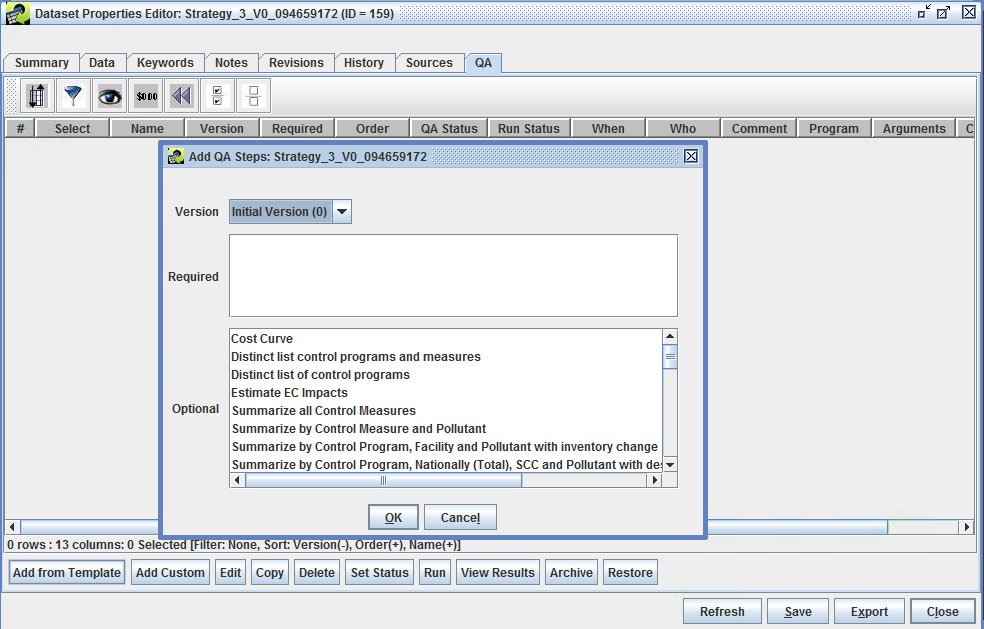 Dataset Properties Editor: Strategy_3_V0_094659172 (ID = 159)
Summary Data Keywords Notes Revisions History Sources QA
$0.00
# Select Name Version Required Order QA Status Run Status When Who Comment Program Arguments C
Add QA Steps: Strategy_3_V0_094659172
Version Initial Version (0)
Required
Optional
Cost Curve
Distinct list control programs and measures
Distinct list of control programs
Estimate EC Impacts
Summarize all Control Measures
Summarize by Control Measure and Pollutant
Summarize by Control Program, Facility and Pollutant with inventory change
Summarize by Control Program, Nationally (Total), SCC and Pollutant with des
OK Cancel
0 rows : 13 columns: 0 Selected [Filter: None, Sort: Version(-), Order(+), Name(+)]
Add from Template Add Custom Edit Copy Delete Set Status Run View Results Archive Restore
Refresh Save Export Close